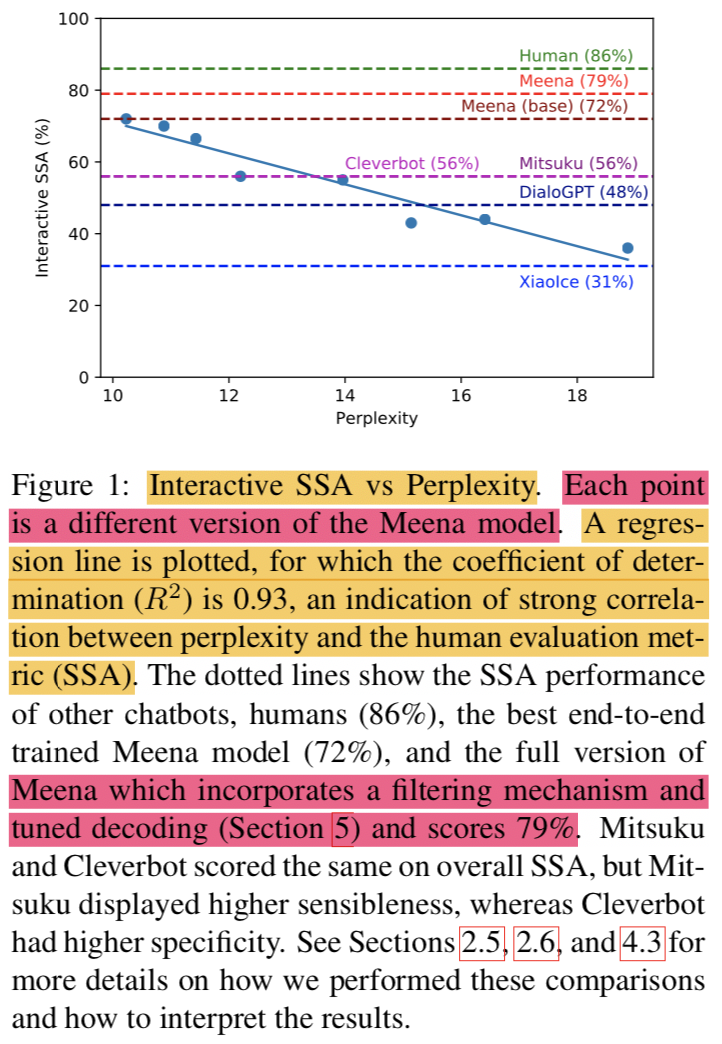 100
80
60
40
20
0
Interactive SSA (%)
Human (86%)
Meena (79%)
Meena (base) (72%)
Cleverbot (56%)
Mitsuku (56%)
DialoGPT (48%)
XiaoIce (31%)
10
12
14
16
18
Perplexity
Figure 1: Interactive SSA vs Perplexity. Each point
is a different version of the Meena model. A regres-
sion line is plotted, for which the coefficient of deter-
mination (R²) is 0.93, an indication of strong correla-
tion between perplexity and the human evaluation met-
ric (SSA). The dotted lines show the SSA performance
of other chatbots, humans (86%), the best end-to-end
trained Meena model (72%), and the full version of
Meena which incorporates a filtering mechanism and
tuned decoding (Section 5) and scores 79%. Mitsuku
and Cleverbot scored the same on overall SSA, but Mit-
suku displayed higher sensibleness, whereas Cleverbot
had higher specificity. See Sections 2.5, 2.6, and 4.3 for
more details on how we performed these comparisons
and how to interpret the results.